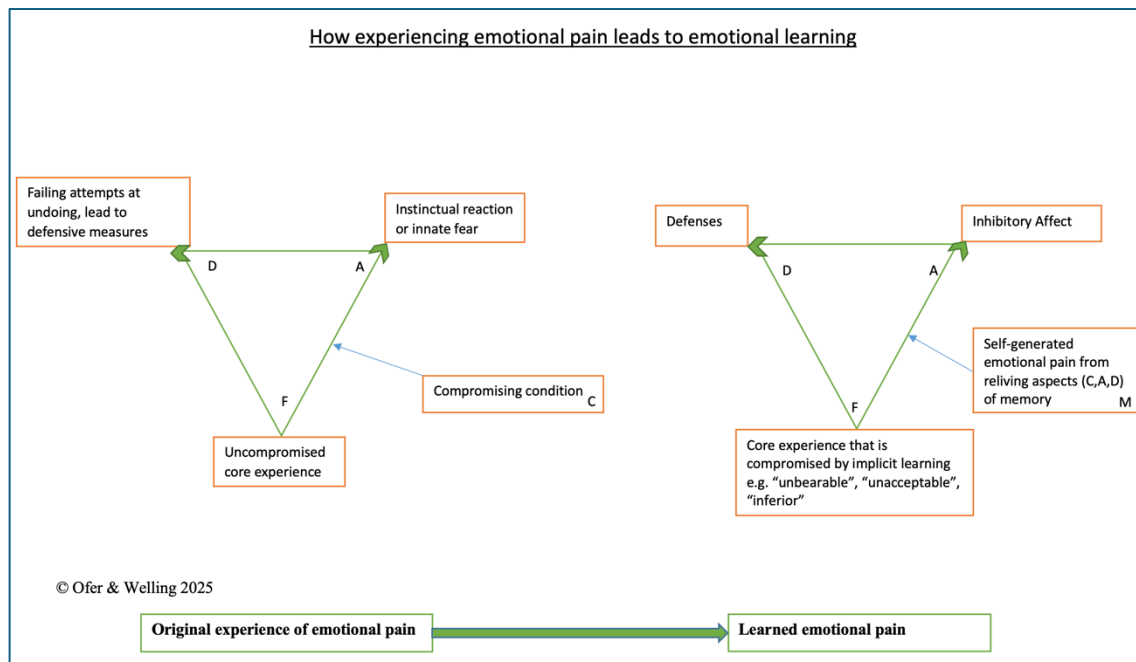 How experiencing emotional pain leads to emotional learning
Failing attempts at
undoing, lead to
defensive measures
Instinctual reaction
or innate fear
D
A
F
Compromising condition
C
Uncompromised
core experience
Defenses
Inhibitory Affect
D
A
F
Self-generated
emotional pain from
reliving aspects (C,A,D)
of memory
M
Core experience that is
compromised by implicit learning
e.g. “unbearable”, “unacceptable”,
“inferior”
© Ofer & Welling 2025
Original experience of emotional pain
Learned emotional pain